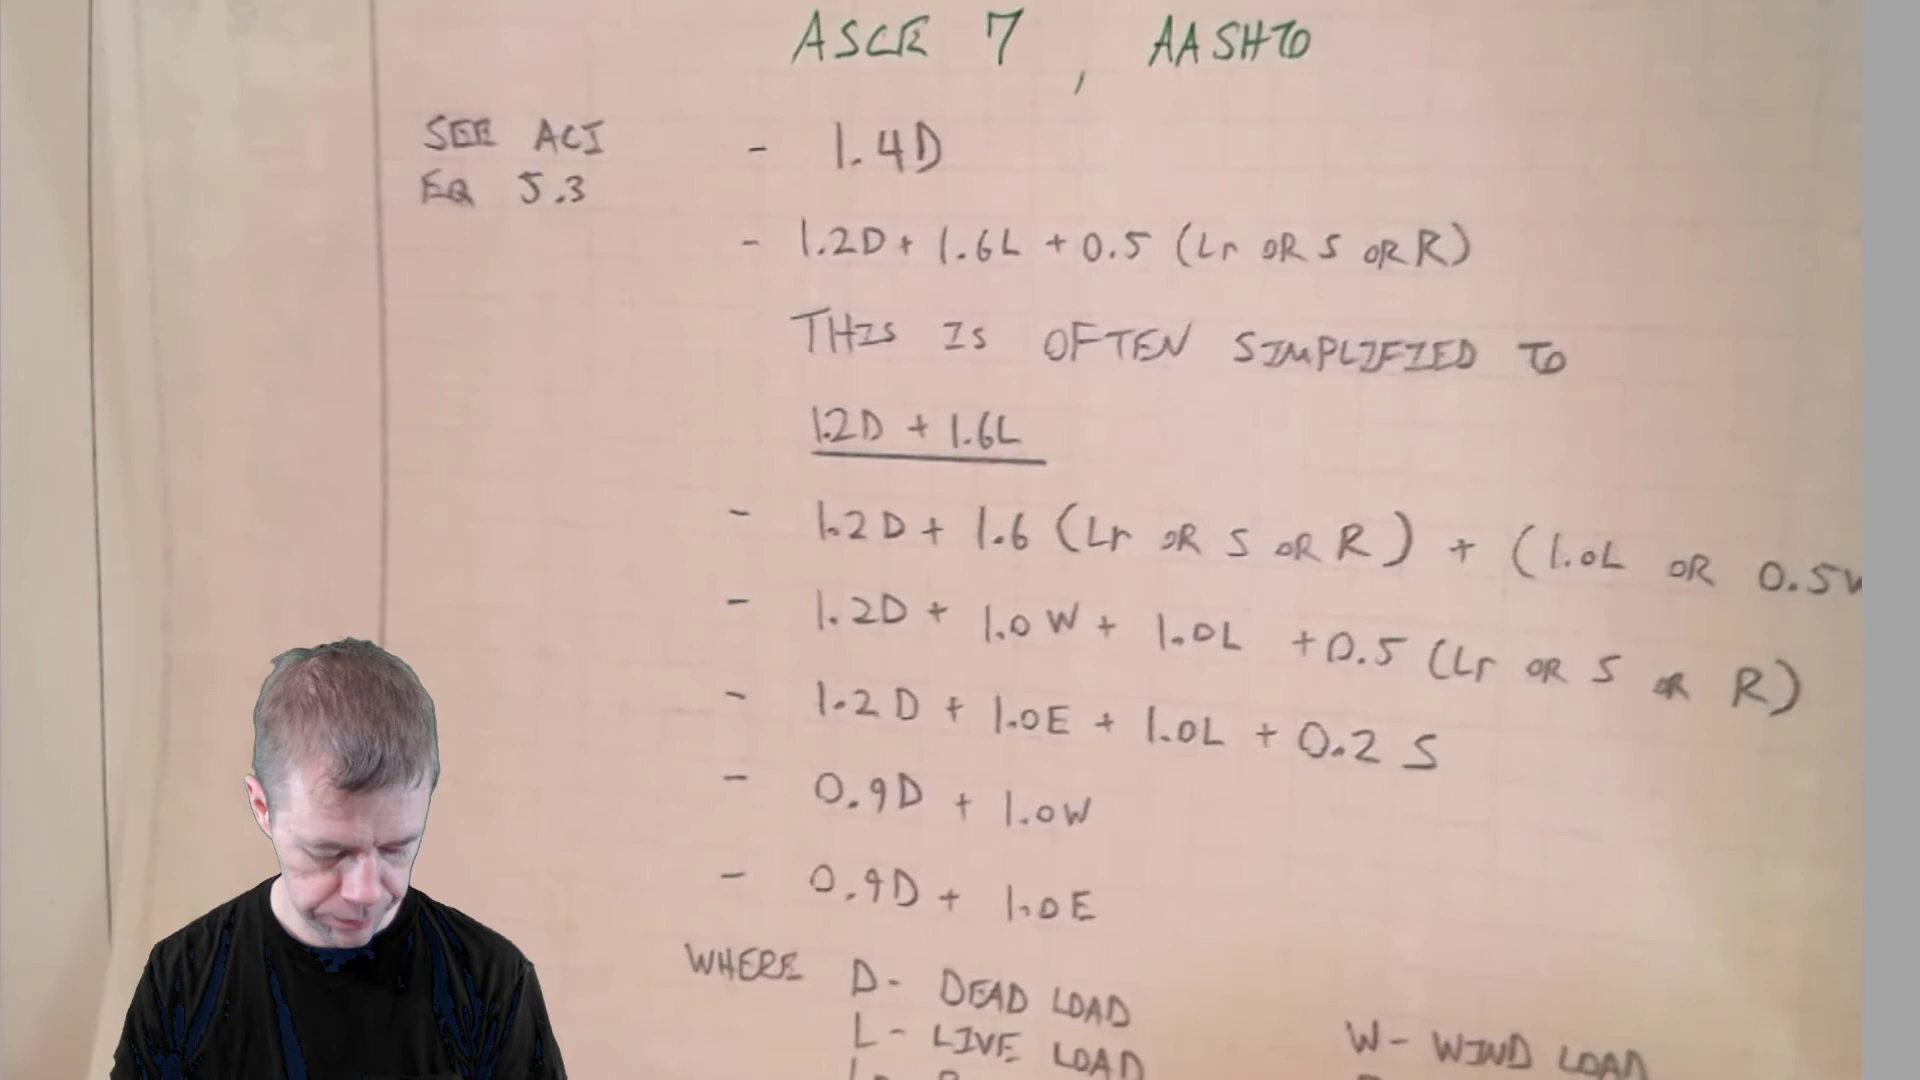 ASCE 7, AASHTO
SEE ACI
EQ 5.3
- 1.4D
- 1.2D + 1.6L + 0.5 (Lr OR S OR R)
THIS IS OFTEN SIMPLIFIED TO
1.2D + 1.6L
- 1.2D + 1.6 (Lr OR S OR R) + (1.0L OR 0.5W
- 1.2D + 1.0W + 1.0L + 0.5 (Lr OR S OR R)
- 1.2D + 1.0E + 1.0L + 0.2 S
- 0.9D + 1.0W
- 0.9D + 1.0E
WHERE D- DEAD LOAD
L- LIVE LOAD
W- WIND LOAD